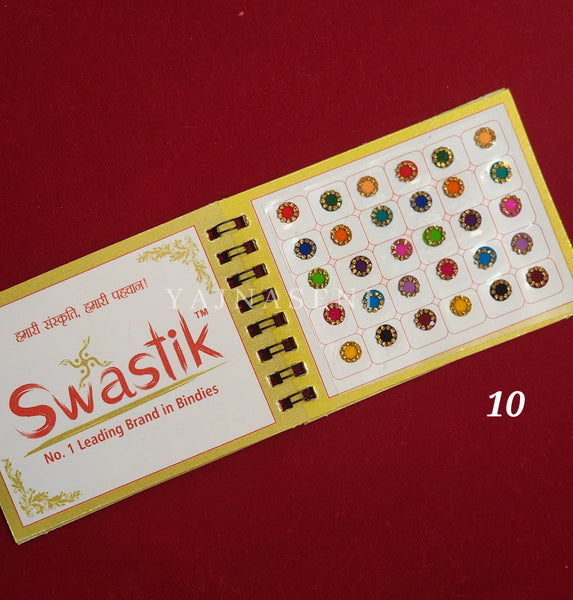 हमारी संस्कृति, हमारी पहचान!
Swastik™
No. 1 Leading Brand in Bindies
YAJNASENI
10